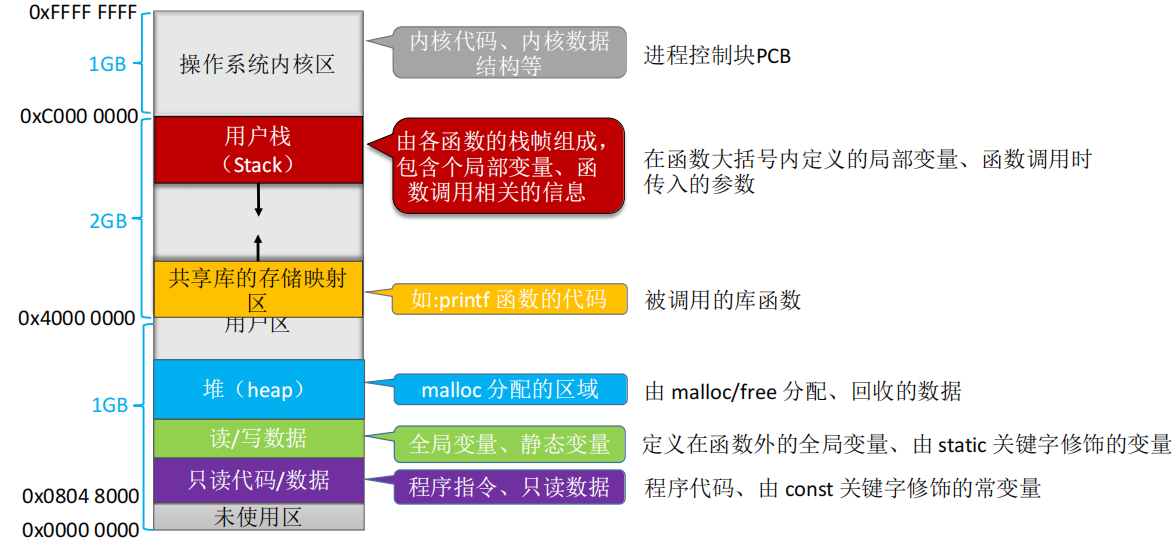 0xFFFF FFFF
1GB
操作系统内核区
内核代码、内核数据
结构等
进程控制块PCB
0xC000 0000
用户栈
（Stack）
由各函数的栈帧组成，
包含个局部变量、函
数调用相关的信息
在函数大括号内定义的局部变量、函数调用时
传入的参数
2GB
共享库的存储映射
区
如:printf 函数的代码
被调用的库函数
0x4000 0000
用户区
堆（heap）
malloc 分配的区域
由 malloc/free 分配、回收的数据
1GB
读/写数据
全局变量、静态变量
定义在函数外的全局变量、由 static 关键字修饰的变量
只读代码/数据
程序指令、只读数据
程序代码、由 const 关键字修饰的常变量
0x0804 8000
未使用区
0x0000 0000